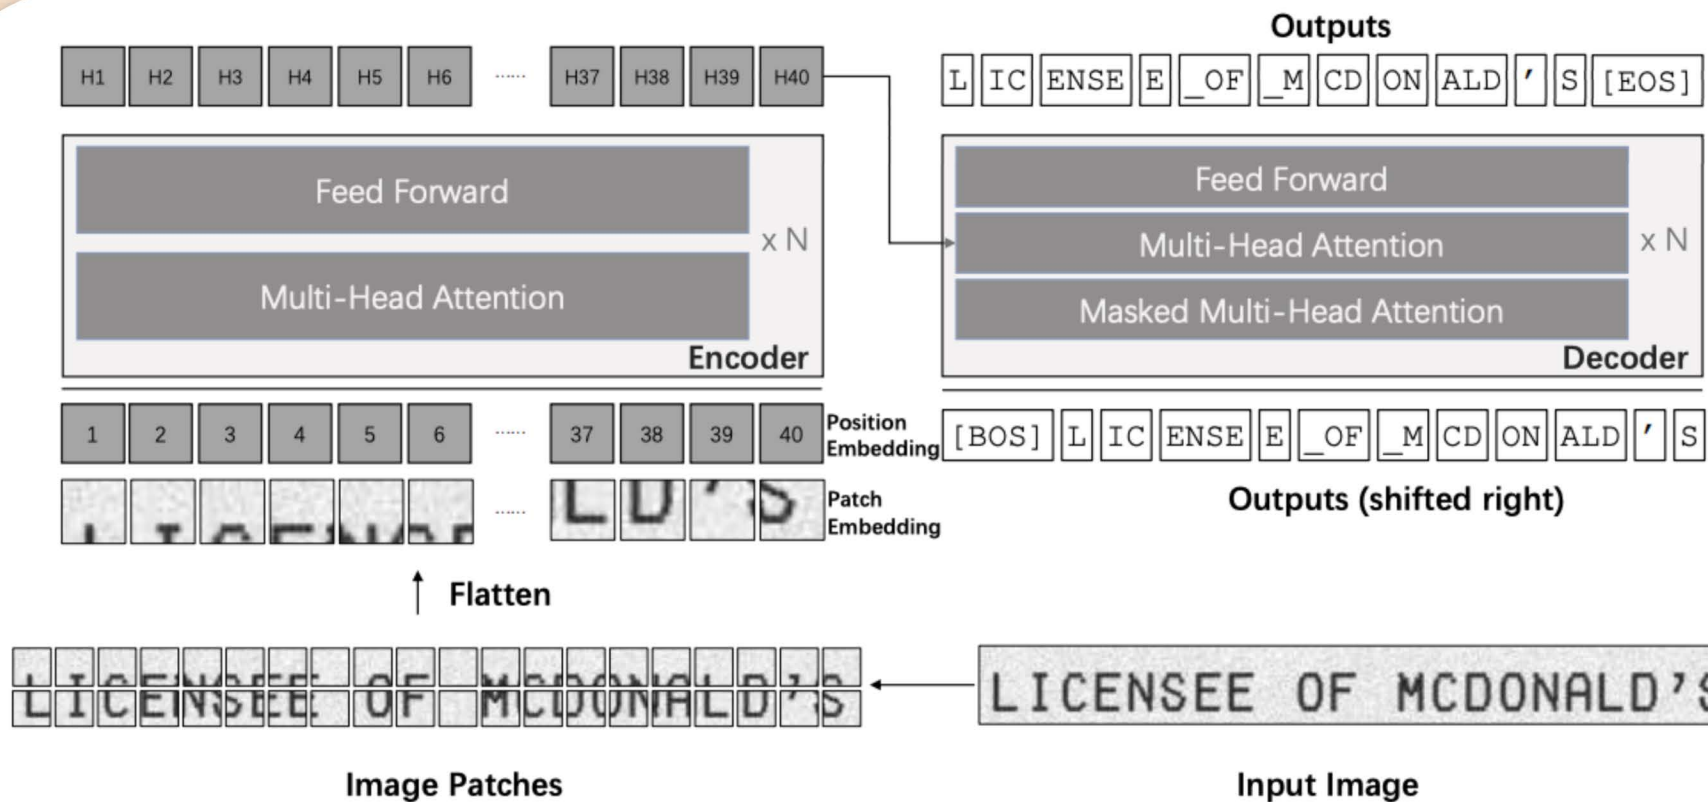 Outputs
H1 H2 H3 H4 H5 H6 ...... H37 H38 H39 H40
L IC ENSE E _OF _M CD ON ALD ' S [EOS]
Feed Forward
Multi-Head Attention
x N
Encoder
Feed Forward
Multi-Head Attention
Masked Multi-Head Attention
x N
Decoder
1 2 3 4 5 6 ...... 37 38 39 40
Position
Embedding
[BOS] L IC ENSE E _OF _M CD ON ALD ' S
...... L D ' S
Patch
Embedding
Outputs (shifted right)
Flatten
LICENSEE OF MCDONALD'S
LICENSEE OF MCDONALD'S
Image Patches
Input Image